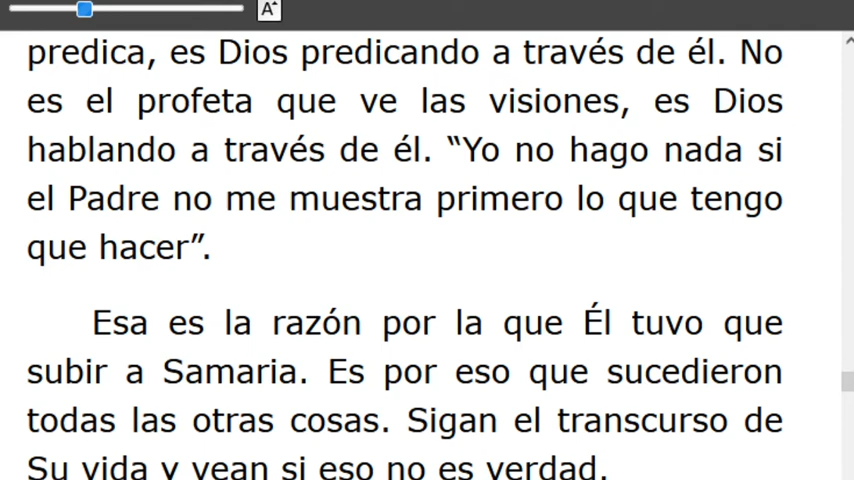 A
predica, es Dios predicando a través de él. No
es el profeta que ve las visiones, es Dios
hablando a través de él. “Yo no hago nada si
el Padre no me muestra primero lo que tengo
que hacer”.
Esa es la razón por la que Él tuvo que
subir a Samaria. Es por eso que sucedieron
todas las otras cosas. Sigan el transcurso de
Su vida y vean si eso no es verdad.